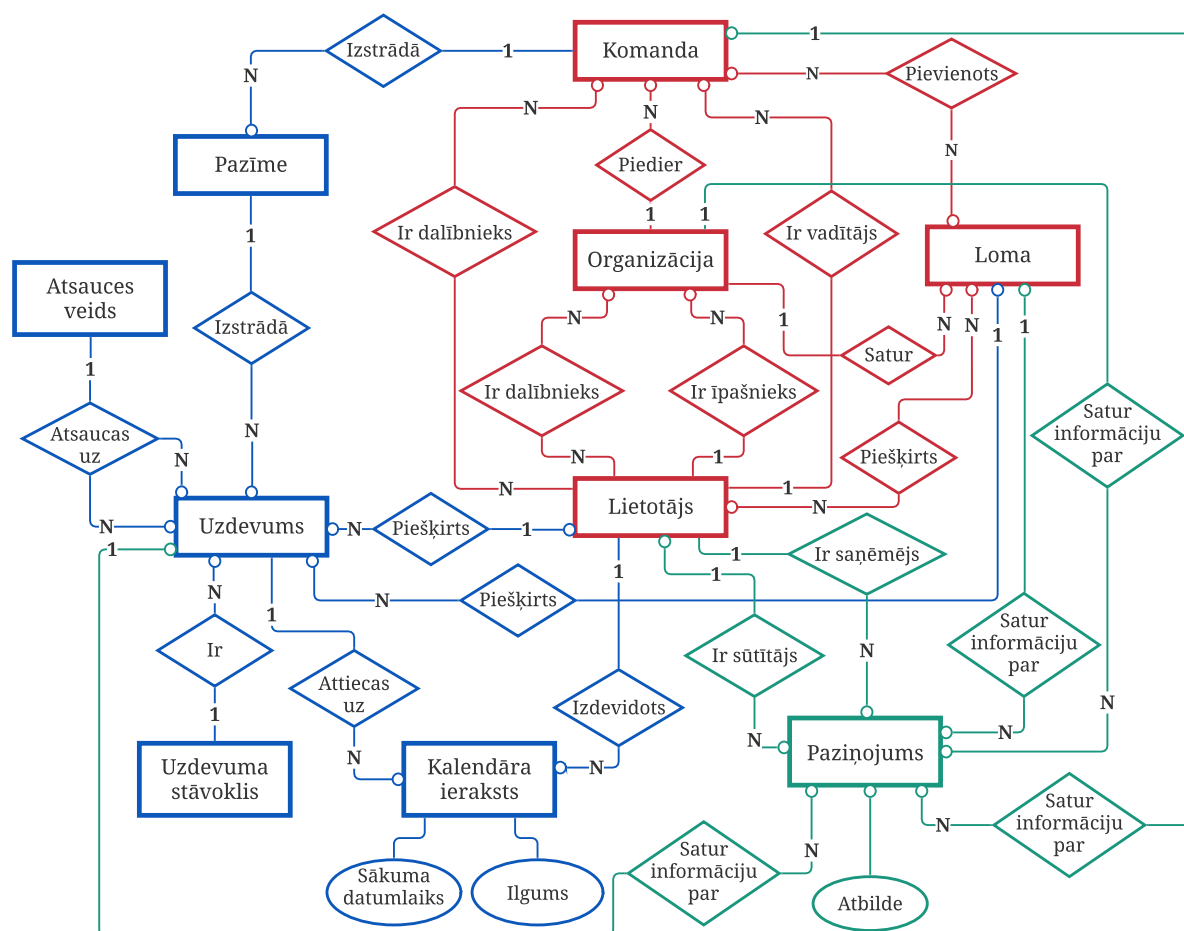 Izstrādā
1
Komanda
1
N
N
Pievienots
N
N
N
N
Pazīme
Piedier
N
1
1
1
Ir dalībnieks
Ir vadītājs
Organizācija
Loma
Atsauces
veids
Izstrādā
N
N
1
N
N
1
1
1
Satur
Ir dalībnieks
Ir īpašnieks
Satur
informāciju
par
Atsaucas
uz
N
N
N
1
Piešķirts
N
1
N
Lietotājs
N
Uzdevums
N
Piešķirts
1
1
1
1
Ir saņēmējs
1
N
N
Piešķirts
1
Ir
Satur
informāciju
par
Ir sūtītājs
N
Attiecas
uz
Izdevidots
1
N
N
N
N
N
Uzdevuma
stāvoklis
Kalendāra
ieraksts
Paziņojums
Satur
informāciju
par
N
N
Satur
informāciju
par
Sākuma
datumlaiks
Ilgums
Atbilde